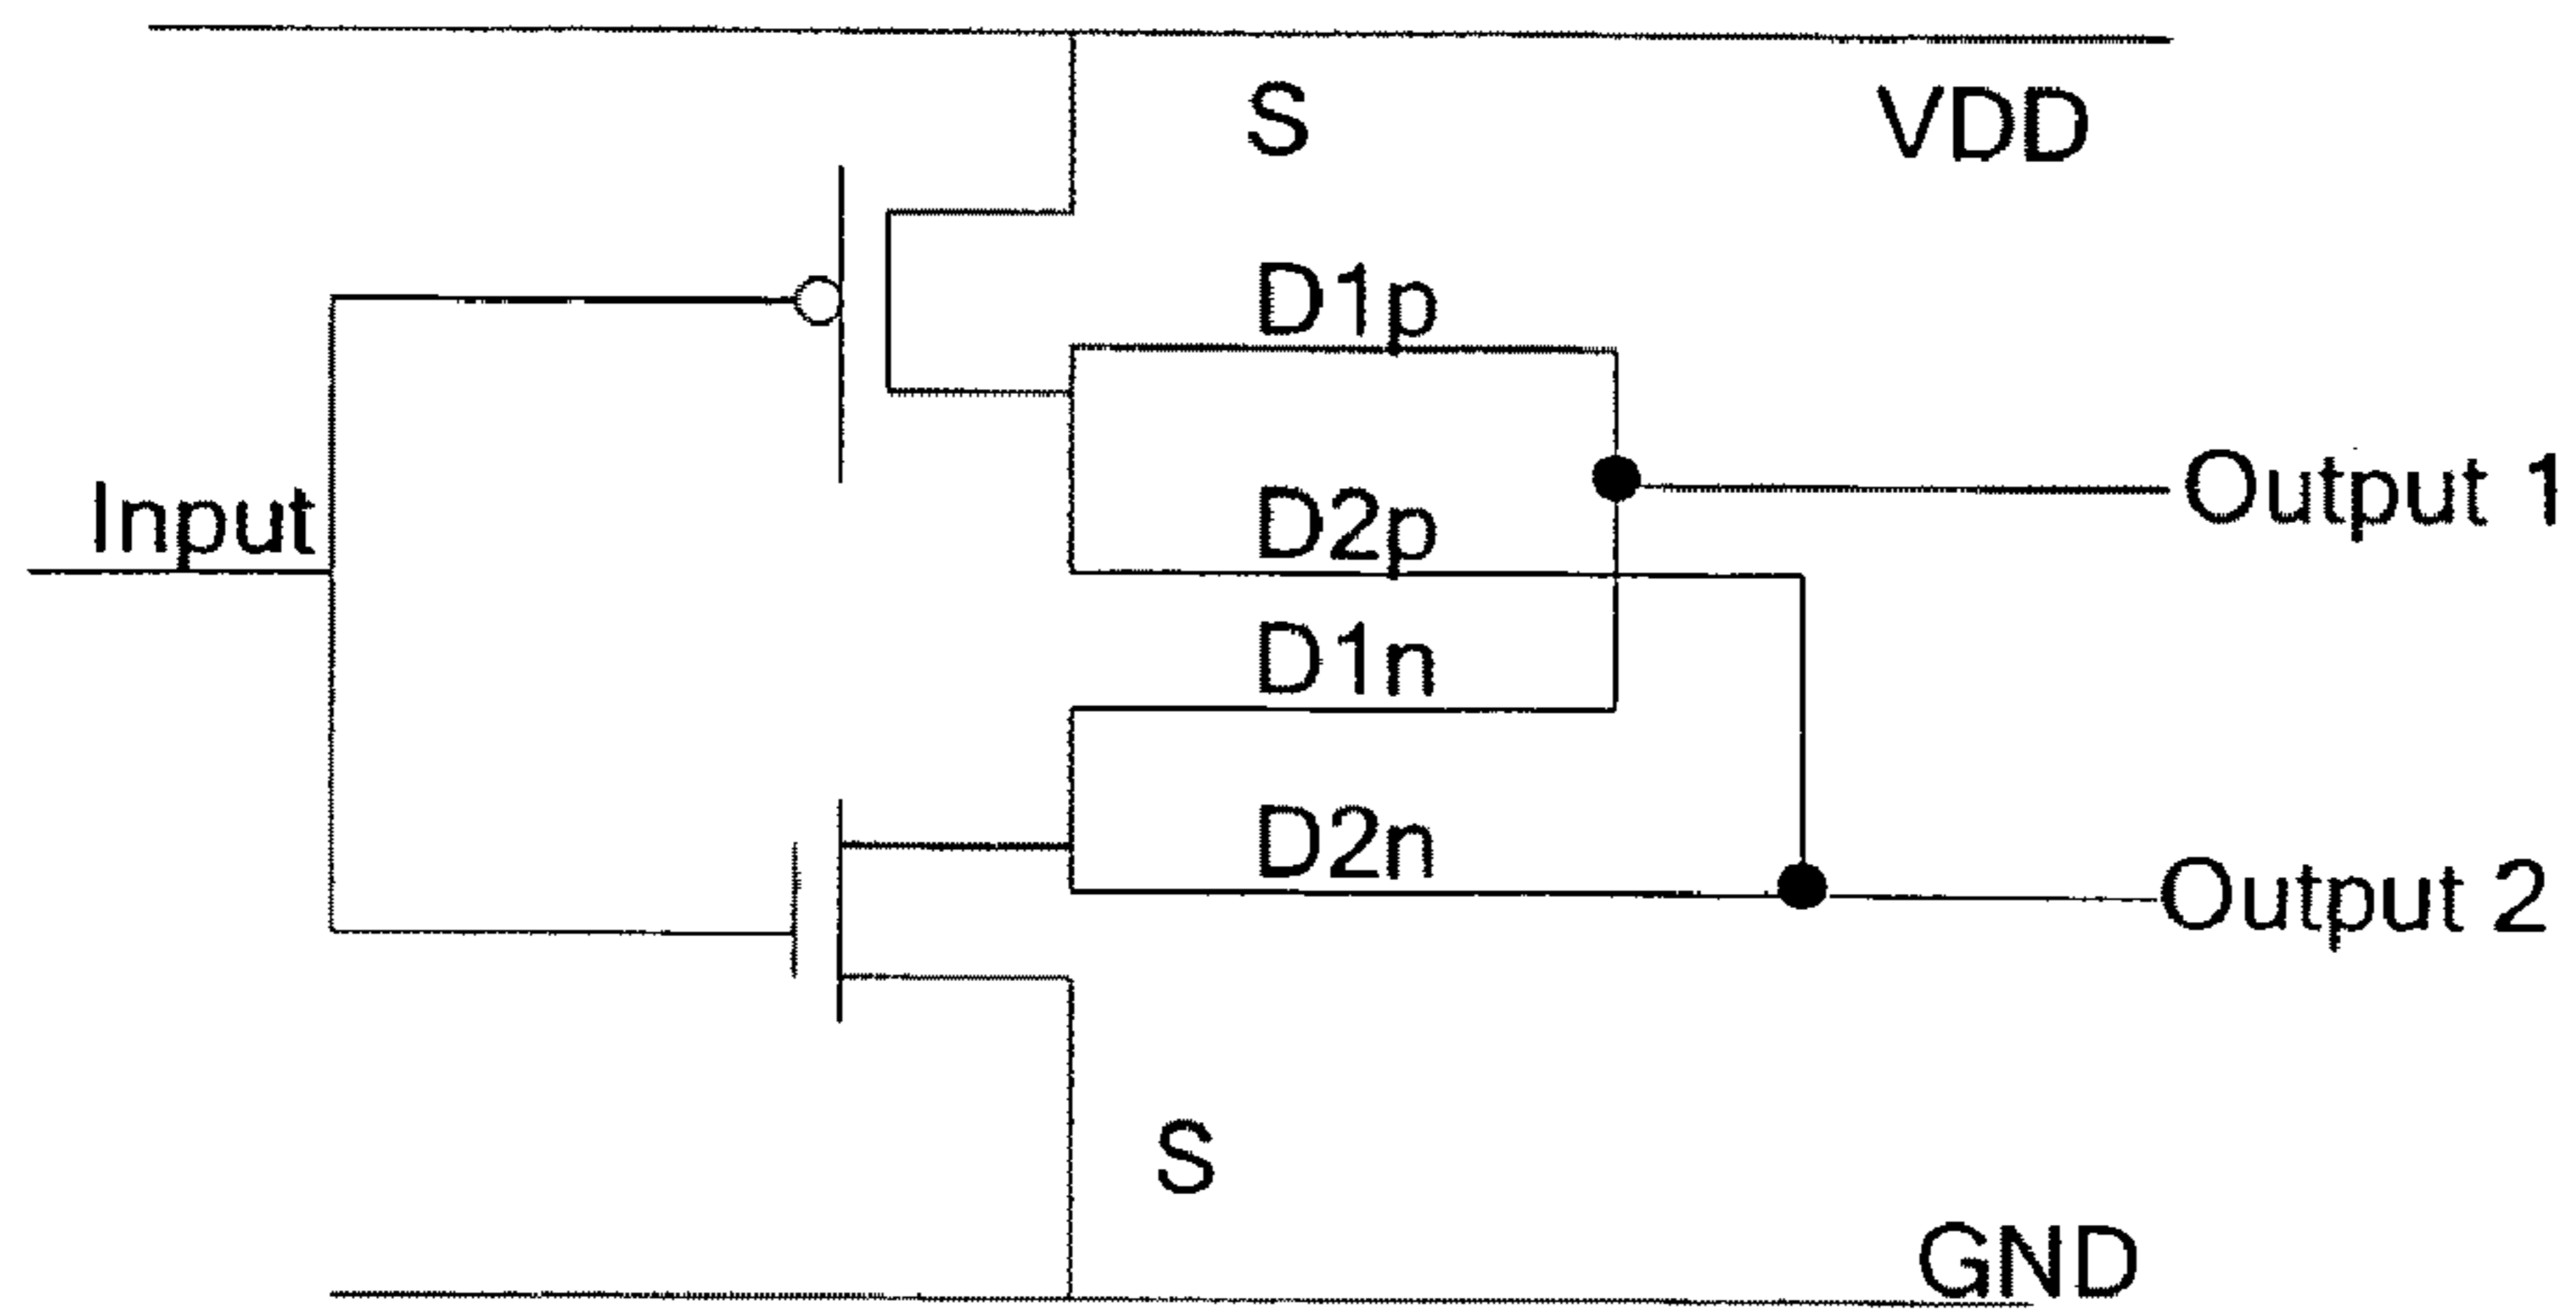 S
VDD
D1p
Input
D2p
Output 1
D1n
D2n
Output 2
S
GND